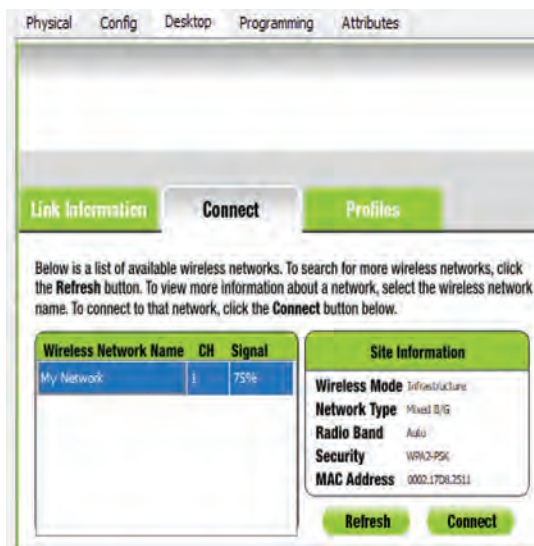 Physical Config Desktop Programming Attributes
Link Information Connect Profiles
Below is a list of available wireless networks. To search for more wireless networks, click
the Refresh button. To view more information about a network, select the wireless network
name. To connect to that network, click the Connect button below.
Wireless Network Name CH Signal
My Network 1 75%
Site Information
Wireless Mode Infrastructure
Network Type Mixed B/G
Radio Band Auto
Security WPA2-PSK
MAC Address 0002.17D8.2511
Refresh Connect